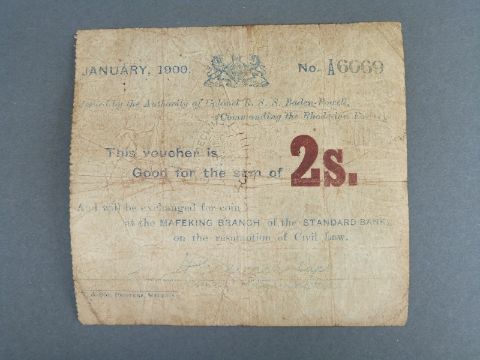 JANUARY, 1900.
No. A6069
Issued by the Authority of Colonel R. S. S. Baden-Powell,
Commanding the Rhodesian Forces
This voucher is
Good for the sum of 2s.
And will be exchanged for coin
at the MAFEKING BRANCH of the STANDARD BANK
on the resumption of Civil Law.